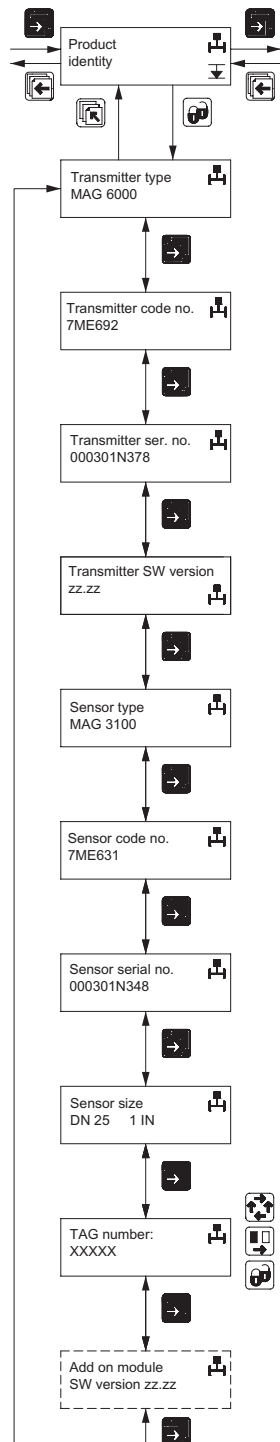 Product
identity
Transmitter type
MAG 6000
Transmitter code no.
7ME692
Transmitter ser. no.
000301N378
Transmitter SW version
zz.zz
Sensor type
MAG 3100
Sensor code no.
7ME631
Sensor serial no.
000301N348
Sensor size
DN 25 1 IN
TAG number:
XXXXX
Add on module
SW version zz.zz